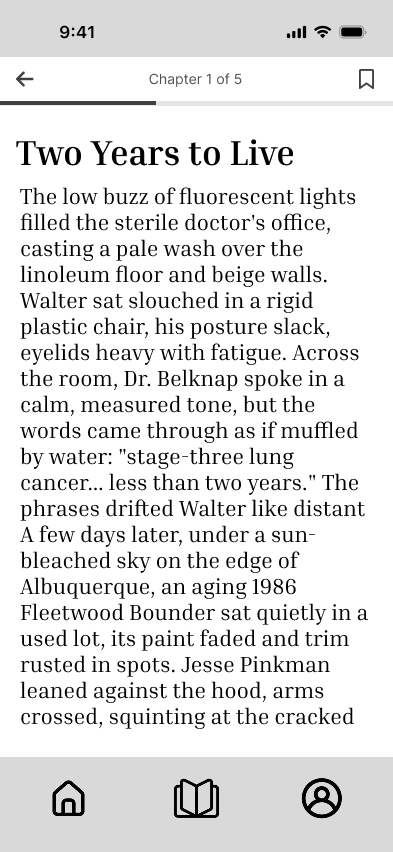 9:41
Chapter 1 of 5
Two Years to Live
The low buzz of fluorescent lights
filled the sterile doctor's office,
casting a pale wash over the
linoleum floor and beige walls.
Walter sat slouched in a rigid
plastic chair, his posture slack,
eyelids heavy with fatigue. Across
the room, Dr. Belknap spoke in a
calm, measured tone, but the
words came through as if muffled
by water: "stage-three lung
cancer... less than two years." The
phrases drifted Walter like distant
A few days later, under a sun-
bleached sky on the edge of
Albuquerque, an aging 1986
Fleetwood Bounder sat quietly in a
used lot, its paint faded and trim
rusted in spots. Jesse Pinkman
leaned against the hood, arms
crossed, squinting at the cracked